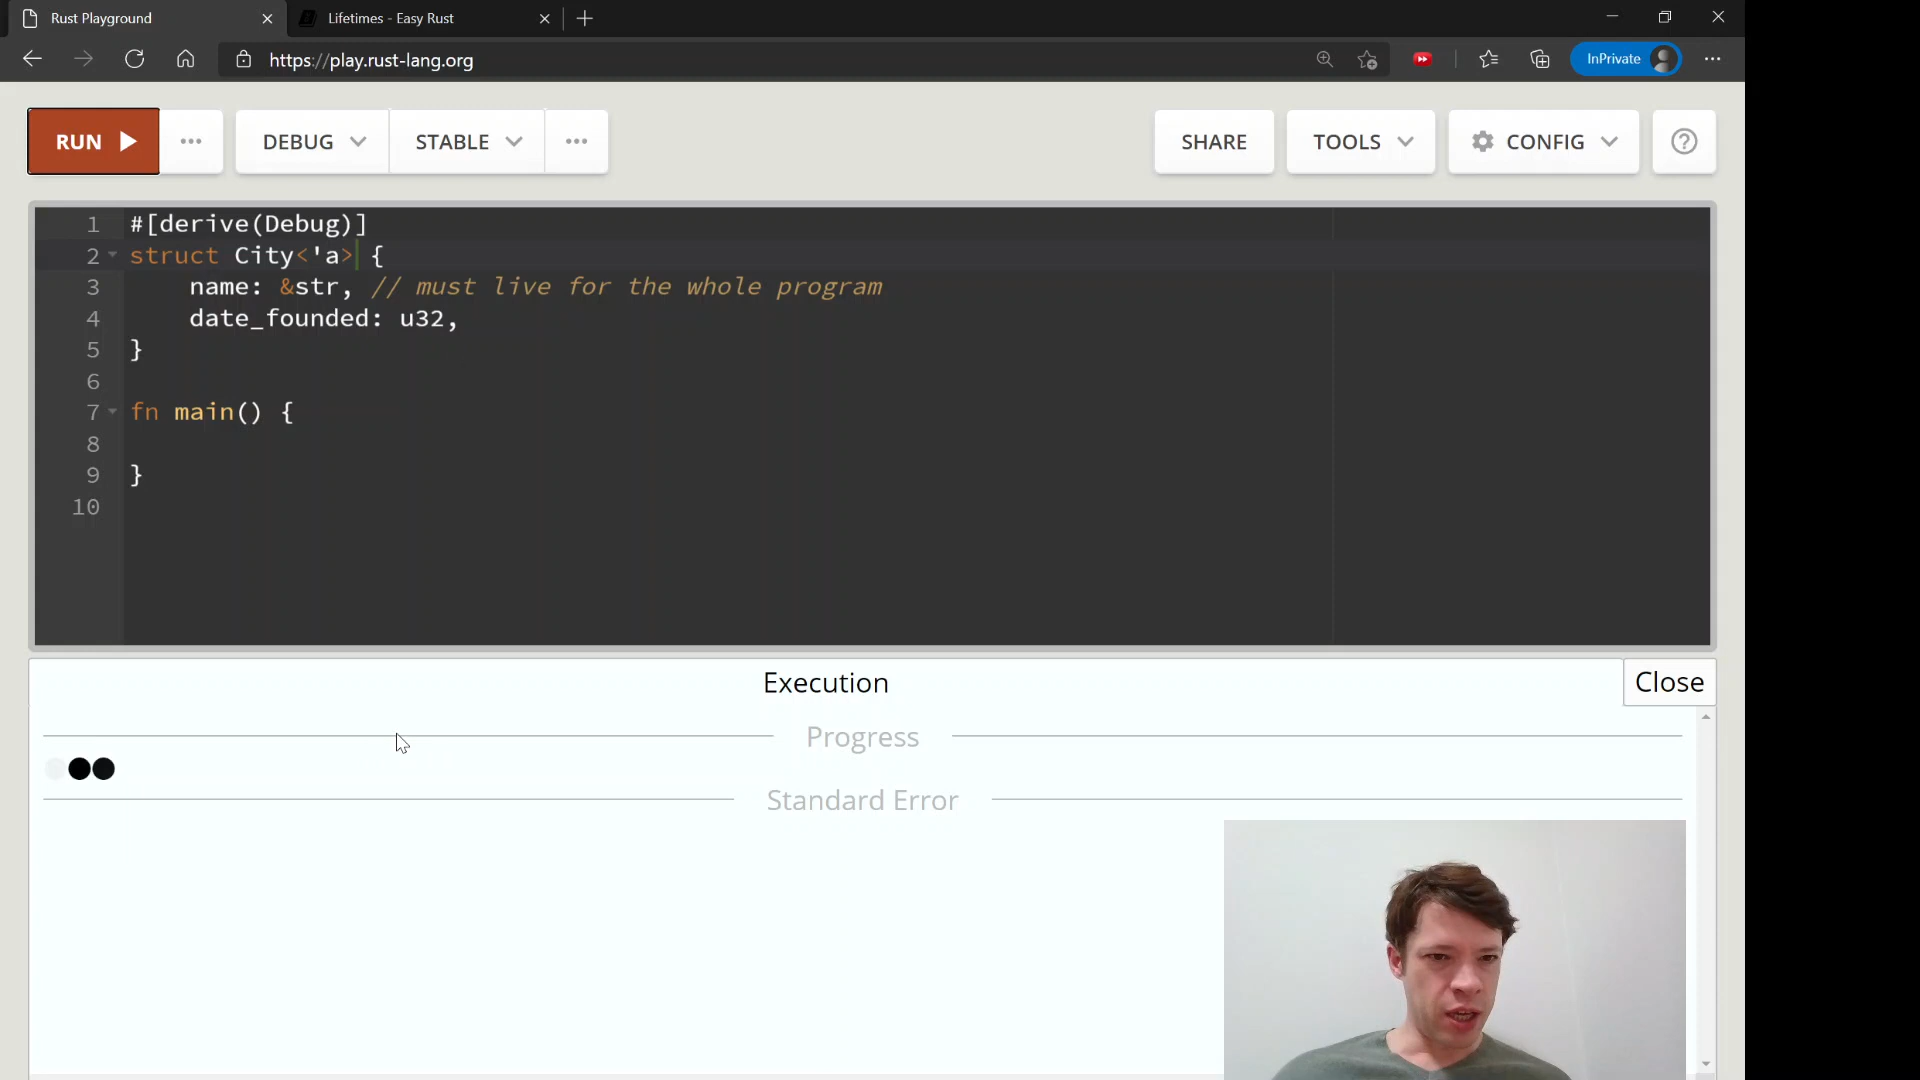 Rust Playground
Lifetimes - Easy Rust
https://play.rust-lang.org
InPrivate
RUN
DEBUG
STABLE
SHARE
TOOLS
CONFIG
1 #[derive(Debug)]
2 struct City<'a> {
3     name: &str, // must live for the whole program
4     date_founded: u32,
5 }
6
7 fn main() {
8
9 }
10
Execution
Close
Progress
Standard Error